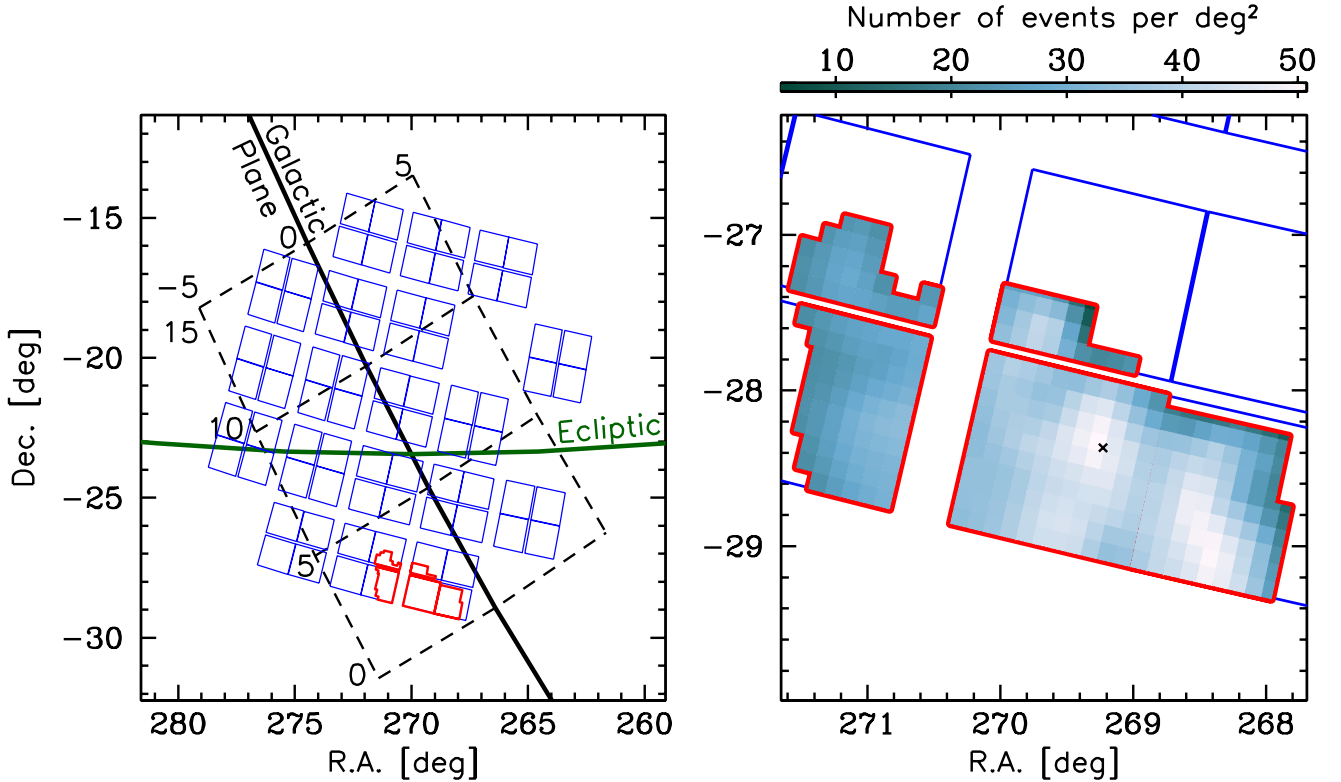 Number of events per deg²
10 20 30 40 50
Galactic
Plane
5
0
-5
15
10
5
0
Ecliptic
Dec. [deg]
-15
-20
-25
-30
280 275 270 265 260
R.A. [deg]
-27
-28
-29
271 270 269 268
R.A. [deg]